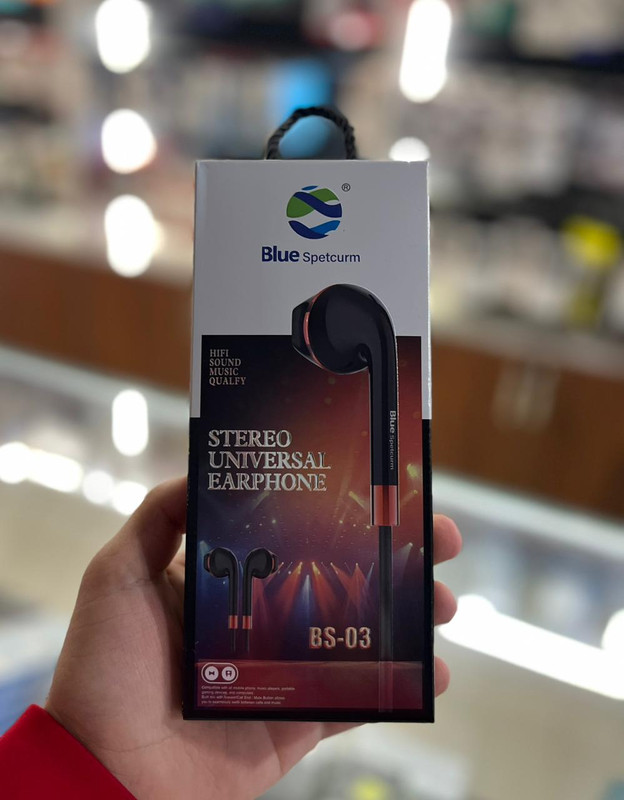 ®
Blue Spetcurm
HIFI
SOUND
MUSIC
QUALFY
Blue Spetcurm
STEREO
UNIVERSAL
EARPHONE
BS-03